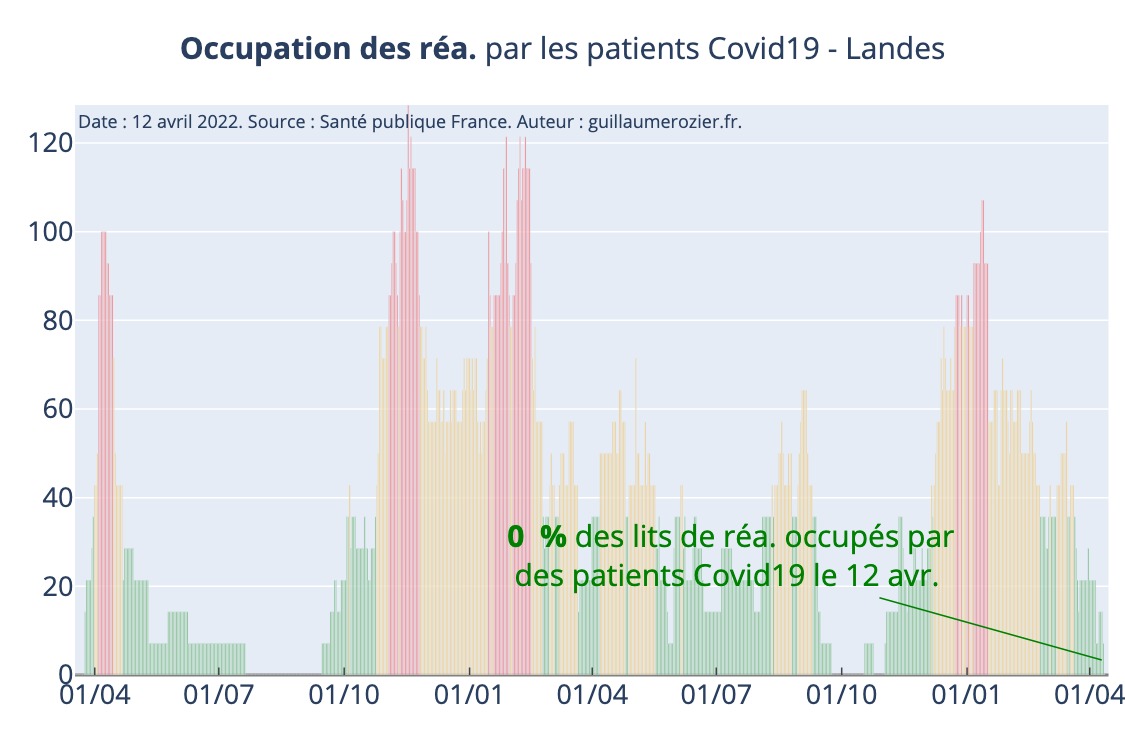 Occupation des réa. par les patients Covid19 - Landes
Date : 12 avril 2022. Source : Santé publique France. Auteur : guillaumerozier.fr.
120
100
80
60
40
20
0
0 % des lits de réa. occupés par
des patients Covid19 le 12 avr.
01/04 01/07 01/10 01/01 01/04 01/07 01/10 01/01 01/04